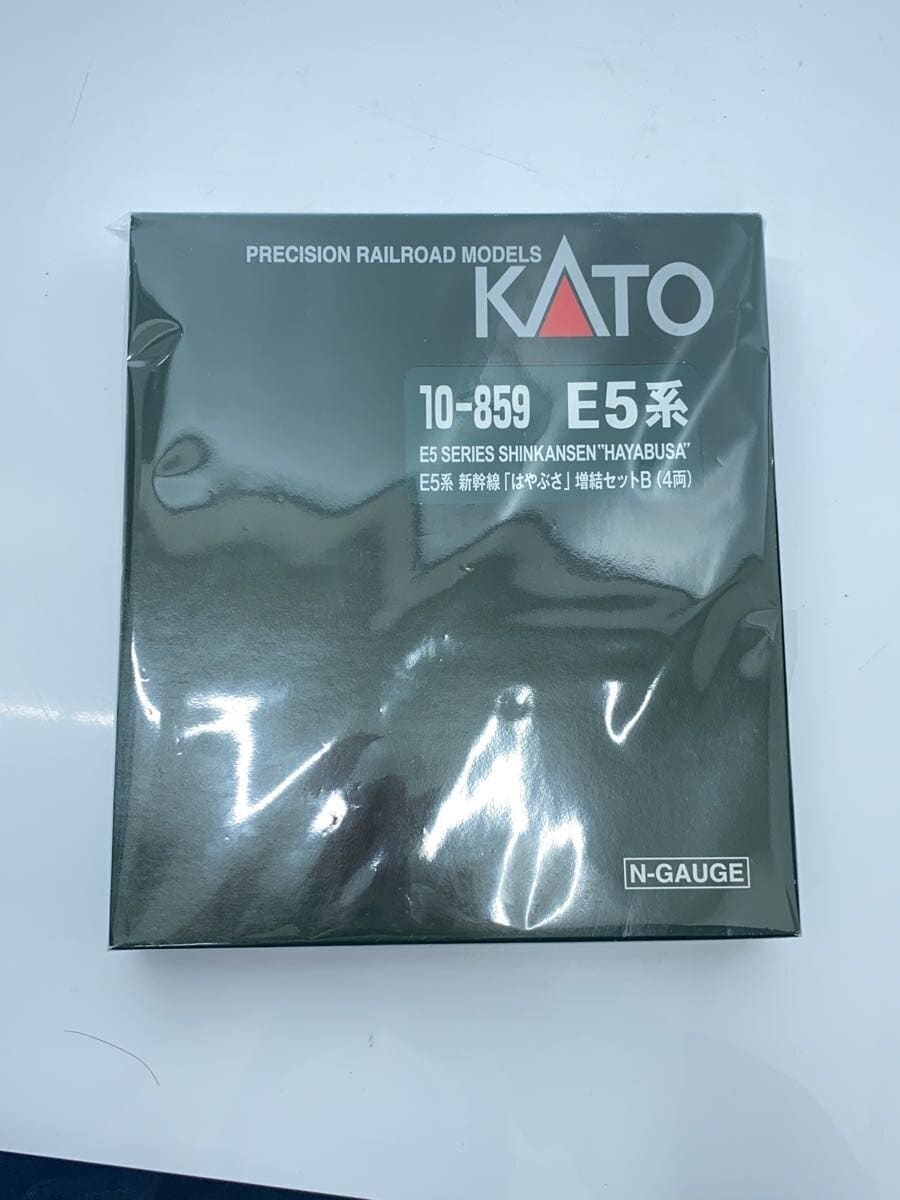 PRECISION RAILROAD MODELS
KATO
10-859 E5系
E5 SERIES SHINKANSEN "HAYABUSA"
E5系 新幹線「はやぶさ」増結セットB(4両)
N-GAUGE